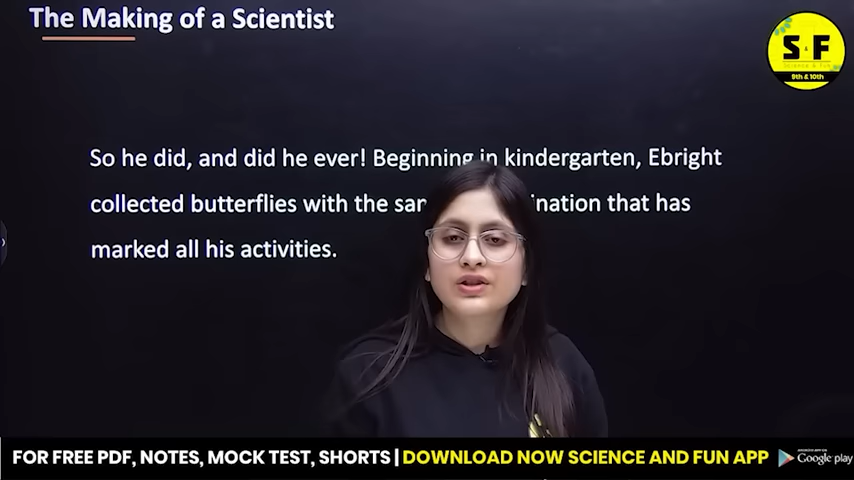 The Making of a Scientist
S & F
Science & Fun
9th & 10th
So he did, and did he ever! Beginning in kindergarten, Ebright
collected butterflies with the ination that has
marked all his activities.
FOR FREE PDF, NOTES, MOCK TEST, SHORTS | DOWNLOAD NOW SCIENCE AND FUN APP Google play